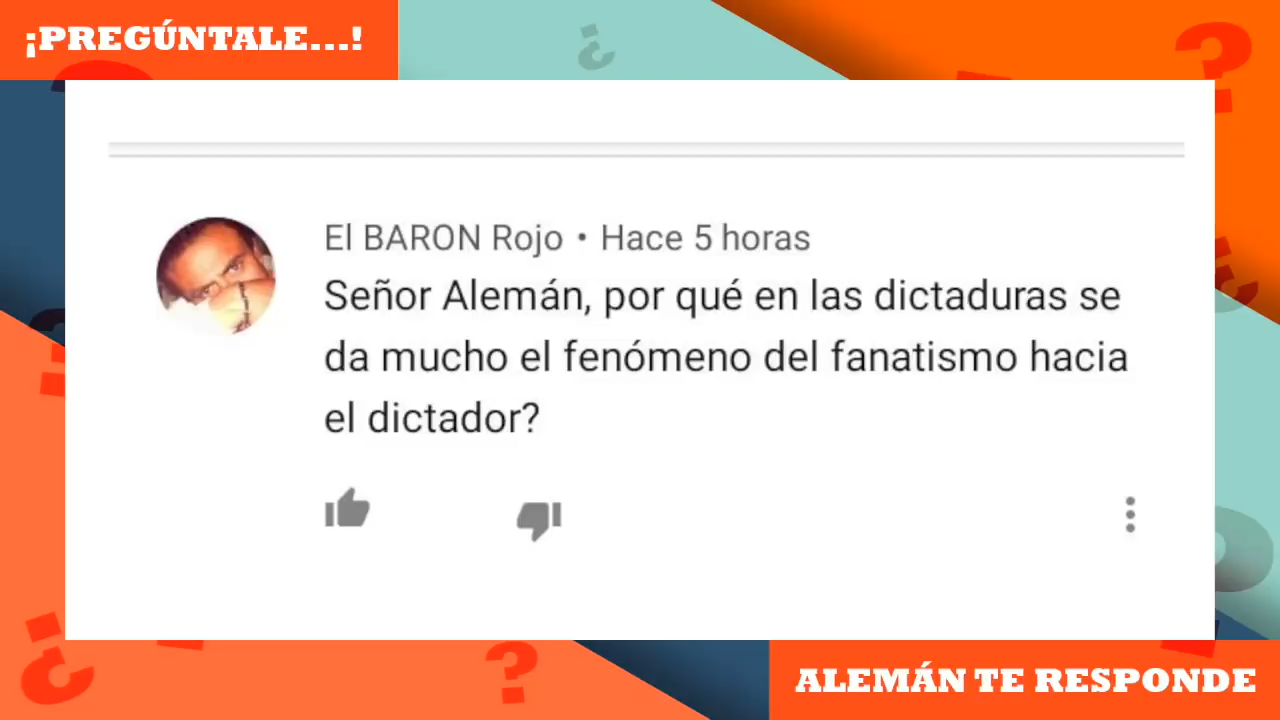 ¡PREGÚNTALE...!
El BARON Rojo • Hace 5 horas
Señor Alemán, por qué en las dictaduras se
da mucho el fenómeno del fanatismo hacia
el dictador?
ALEMÁN TE RESPONDE